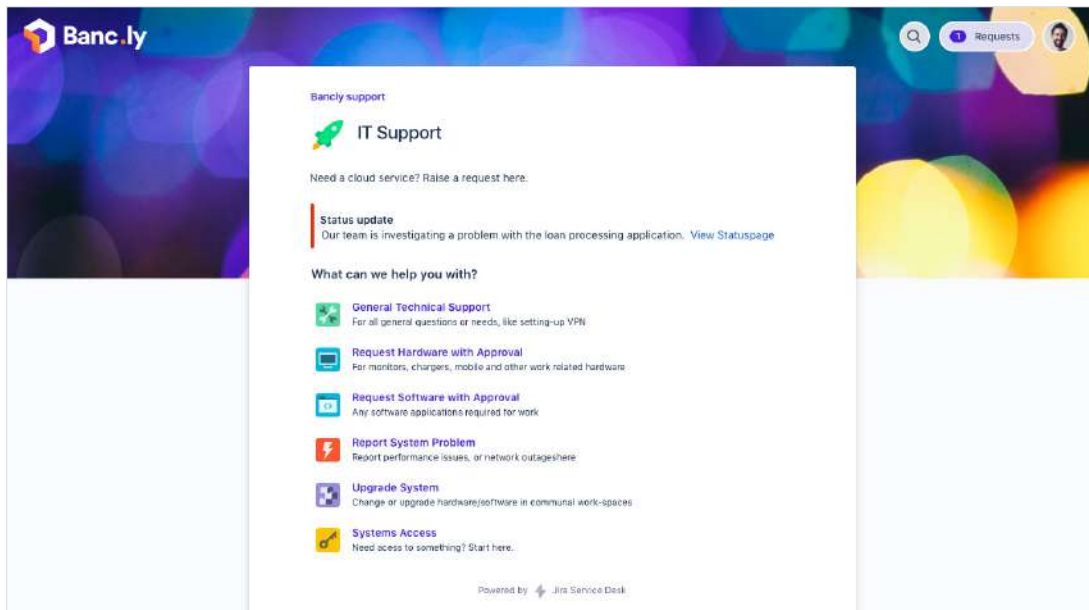 Banc.ly
1 Requests
Bancly support
IT Support
Need a cloud service? Raise a request here.
Status update
Our team is investigating a problem with the loan processing application. View Statuspage
What can we help you with?
General Technical Support
For all general questions or needs, like setting-up VPN
Request Hardware with Approval
For monitors, chargers, mobile and other work related hardware
Request Software with Approval
Any software applications required for work
Report System Problem
Report performance issues, or network outageshere
Upgrade System
Change or upgrade hardware/software in communal work-spaces
Systems Access
Need acess to something? Start here.
Powered by Jira Service Desk